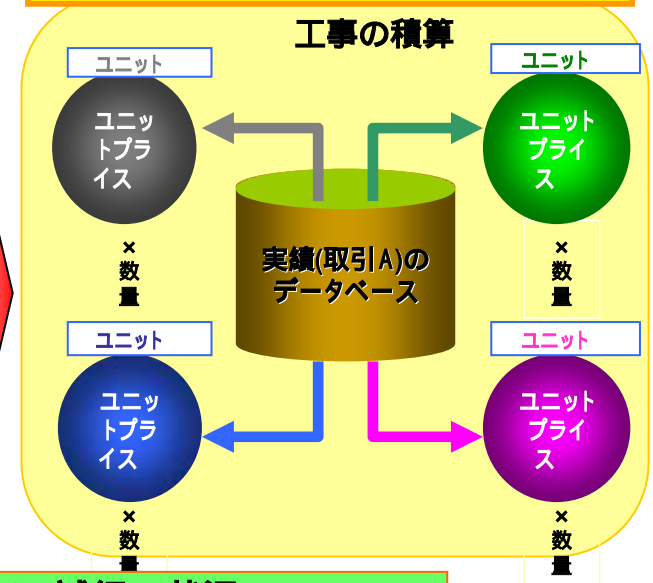 工事の積算
ユニット
ユニッ
トプラ
イス
×
数
量
ユニット
ユニット
プライ
ス
×
数
量
実績(取引A)の
データベース
ユニット
ユニッ
トプラ
イス
×
数
量
ユニット
ユニット
プライ
ス
×
数
量